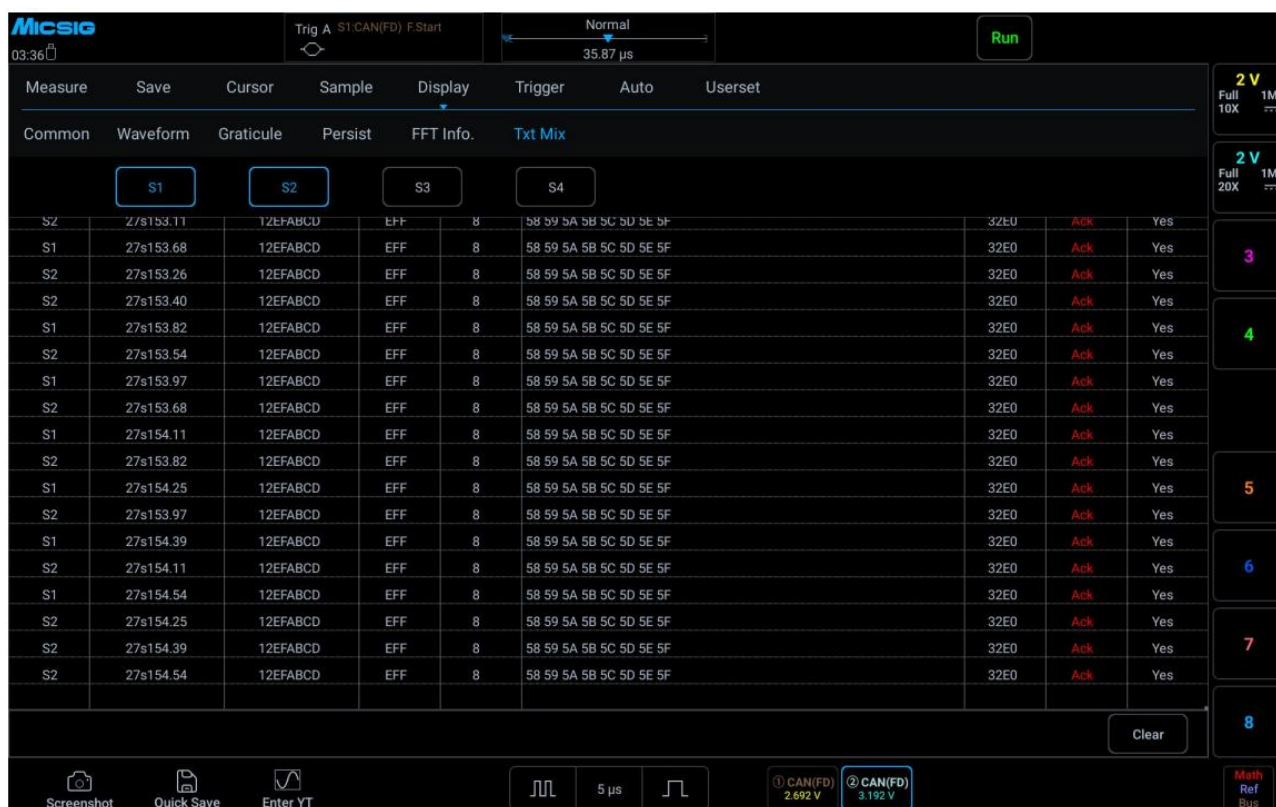 MICSIG Trig A S1:CAN(FD) F.Start Normal Run
03:36 35.87 μs
Measure Save Cursor Sample Display Trigger Auto Userset
Common Waveform Graticule Persist FFT Info. Txt Mix
S1 S2 S3 S4
S2 27s153.11 12EFABCD EFF 8 58 59 5A 5B 5C 5D 5E 5F 32E0 Ack Yes
S1 27s153.68 12EFABCD EFF 8 58 59 5A 5B 5C 5D 5E 5F 32E0 Ack Yes
S2 27s153.26 12EFABCD EFF 8 58 59 5A 5B 5C 5D 5E 5F 32E0 Ack Yes
S2 27s153.40 12EFABCD EFF 8 58 59 5A 5B 5C 5D 5E 5F 32E0 Ack Yes
S1 27s153.82 12EFABCD EFF 8 58 59 5A 5B 5C 5D 5E 5F 32E0 Ack Yes
S2 27s153.54 12EFABCD EFF 8 58 59 5A 5B 5C 5D 5E 5F 32E0 Ack Yes
S1 27s153.97 12EFABCD EFF 8 58 59 5A 5B 5C 5D 5E 5F 32E0 Ack Yes
S2 27s153.68 12EFABCD EFF 8 58 59 5A 5B 5C 5D 5E 5F 32E0 Ack Yes
S1 27s154.11 12EFABCD EFF 8 58 59 5A 5B 5C 5D 5E 5F 32E0 Ack Yes
S2 27s153.82 12EFABCD EFF 8 58 59 5A 5B 5C 5D 5E 5F 32E0 Ack Yes
S1 27s154.25 12EFABCD EFF 8 58 59 5A 5B 5C 5D 5E 5F 32E0 Ack Yes
S2 27s153.97 12EFABCD EFF 8 58 59 5A 5B 5C 5D 5E 5F 32E0 Ack Yes
S1 27s154.39 12EFABCD EFF 8 58 59 5A 5B 5C 5D 5E 5F 32E0 Ack Yes
S2 27s154.11 12EFABCD EFF 8 58 59 5A 5B 5C 5D 5E 5F 32E0 Ack Yes
S1 27s154.54 12EFABCD EFF 8 58 59 5A 5B 5C 5D 5E 5F 32E0 Ack Yes
S2 27s154.25 12EFABCD EFF 8 58 59 5A 5B 5C 5D 5E 5F 32E0 Ack Yes
S2 27s154.39 12EFABCD EFF 8 58 59 5A 5B 5C 5D 5E 5F 32E0 Ack Yes
S2 27s154.54 12EFABCD EFF 8 58 59 5A 5B 5C 5D 5E 5F 32E0 Ack Yes
Clear
2 V
Full 1M
10X
2 V
Full 1M
20X
3
4
5
6
7
8
Screenshot Quick Save Enter YT
5 μs
① CAN(FD)
2.692 V
② CAN(FD)
3.192 V
Math
Ref
Bus